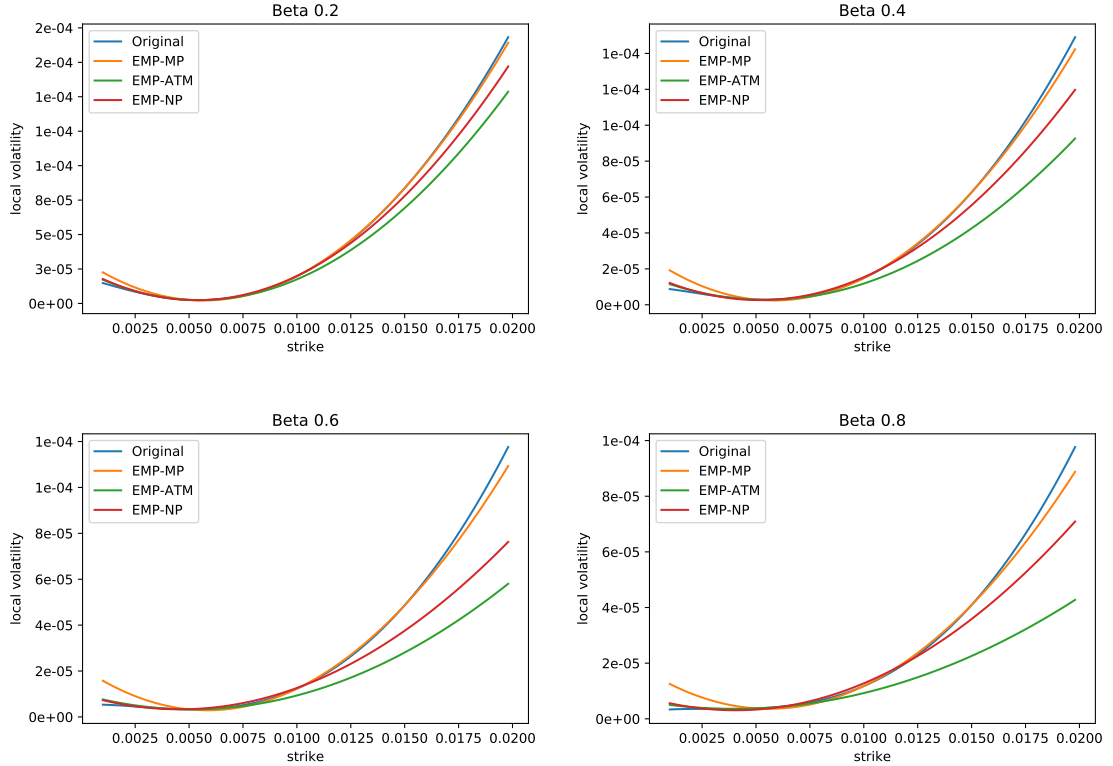 Beta 0.2
2e-04
2e-04
1e-04
1e-04
1e-04
8e-05
5e-05
3e-05
0e+00
local volatility
Original
EMP-MP
EMP-ATM
EMP-NP
0.0025 0.0050 0.0075 0.0100 0.0125 0.0150 0.0175 0.0200
strike
Beta 0.4
1e-04
1e-04
1e-04
8e-05
6e-05
4e-05
2e-05
0e+00
local volatility
Original
EMP-MP
EMP-ATM
EMP-NP
0.0025 0.0050 0.0075 0.0100 0.0125 0.0150 0.0175 0.0200
strike
Beta 0.6
1e-04
1e-04
8e-05
6e-05
4e-05
2e-05
0e+00
local volatility
Original
EMP-MP
EMP-ATM
EMP-NP
0.0025 0.0050 0.0075 0.0100 0.0125 0.0150 0.0175 0.0200
strike
Beta 0.8
1e-04
8e-05
6e-05
4e-05
2e-05
0e+00
local volatility
Original
EMP-MP
EMP-ATM
EMP-NP
0.0025 0.0050 0.0075 0.0100 0.0125 0.0150 0.0175 0.0200
strike